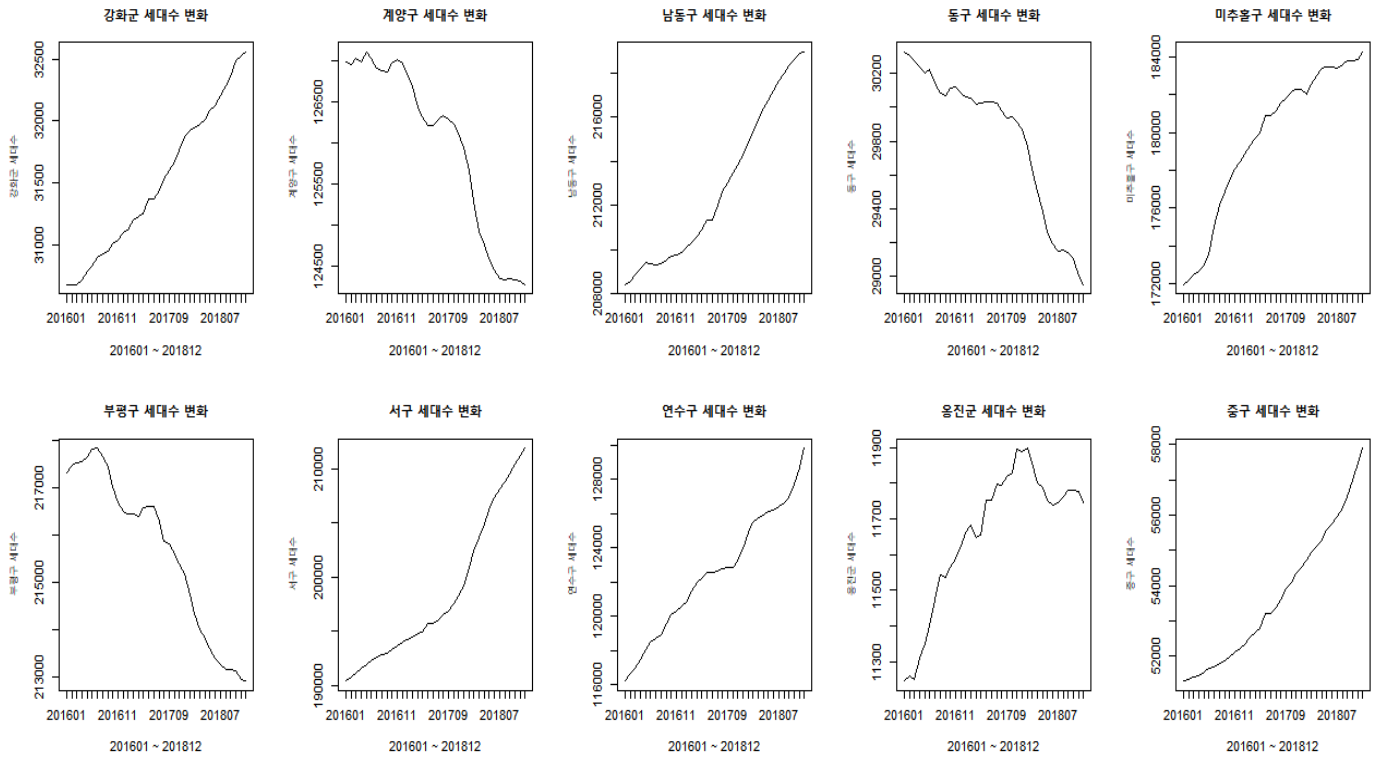 강화군 세대수 변화
강화군 세대수
31000 31500 32000 32500
201601 201611 201709 201807
201601 ~ 201812
계양구 세대수 변화
계양구 세대수
124500 125500 126500
201601 201611 201709 201807
201601 ~ 201812
남동구 세대수 변화
남동구 세대수
208000 212000 216000
201601 201611 201709 201807
201601 ~ 201812
동구 세대수 변화
동구 세대수
29000 29400 29800 30200
201601 201611 201709 201807
201601 ~ 201812
미추홀구 세대수 변화
미추홀구 세대수
172000 176000 180000 184000
201601 201611 201709 201807
201601 ~ 201812
부평구 세대수 변화
부평구 세대수
213000 215000 217000
201601 201611 201709 201807
201601 ~ 201812
서구 세대수 변화
서구 세대수
190000 200000 210000
201601 201611 201709 201807
201601 ~ 201812
연수구 세대수 변화
연수구 세대수
116000 120000 124000 128000
201601 201611 201709 201807
201601 ~ 201812
옹진군 세대수 변화
옹진군 세대수
11300 11500 11700 11900
201601 201611 201709 201807
201601 ~ 201812
중구 세대수 변화
중구 세대수
52000 54000 56000 58000
201601 201611 201709 201807
201601 ~ 201812